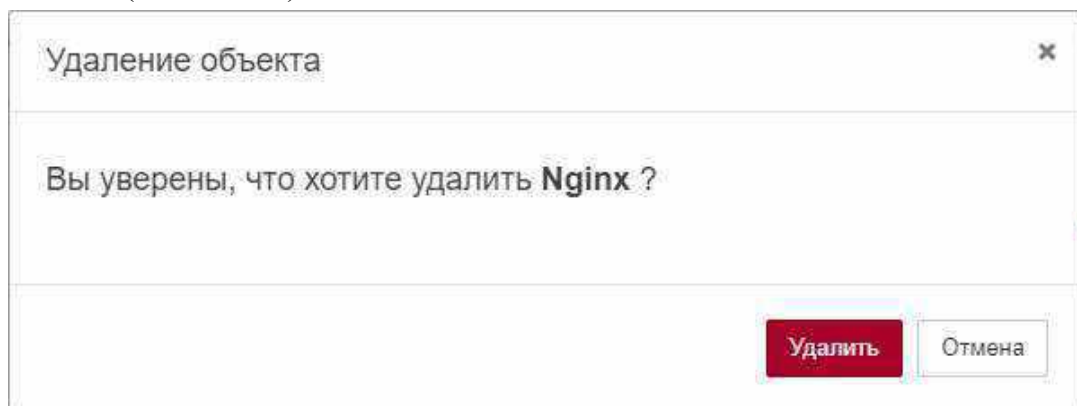 Удаление объекта
Вы уверены, что хотите удалить Nginx ?
Удалить Отмена